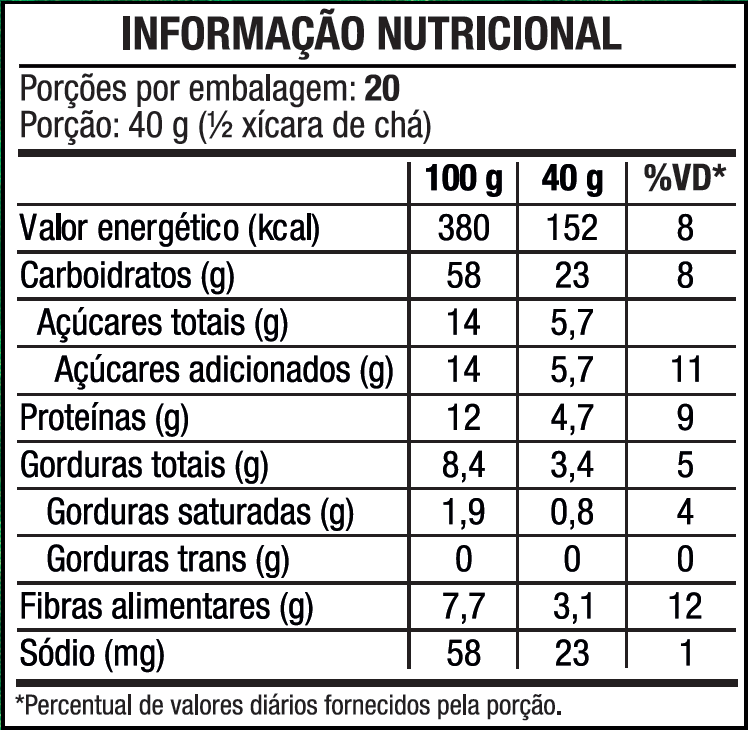 INFORMAÇÃO NUTRICIONAL
Porções por embalagem: 20
Porção: 40 g (½ xícara de chá)
100 g 40 g %VD*
Valor energético (kcal) 380 152 8
Carboidratos (g) 58 23 8
Açúcares totais (g) 14 5,7
Açúcares adicionados (g) 14 5,7 11
Proteínas (g) 12 4,7 9
Gorduras totais (g) 8,4 3,4 5
Gorduras saturadas (g) 1,9 0,8 4
Gorduras trans (g) 0 0 0
Fibras alimentares (g) 7,7 3,1 12
Sódio (mg) 58 23 1
*Percentual de valores diários fornecidos pela porção.